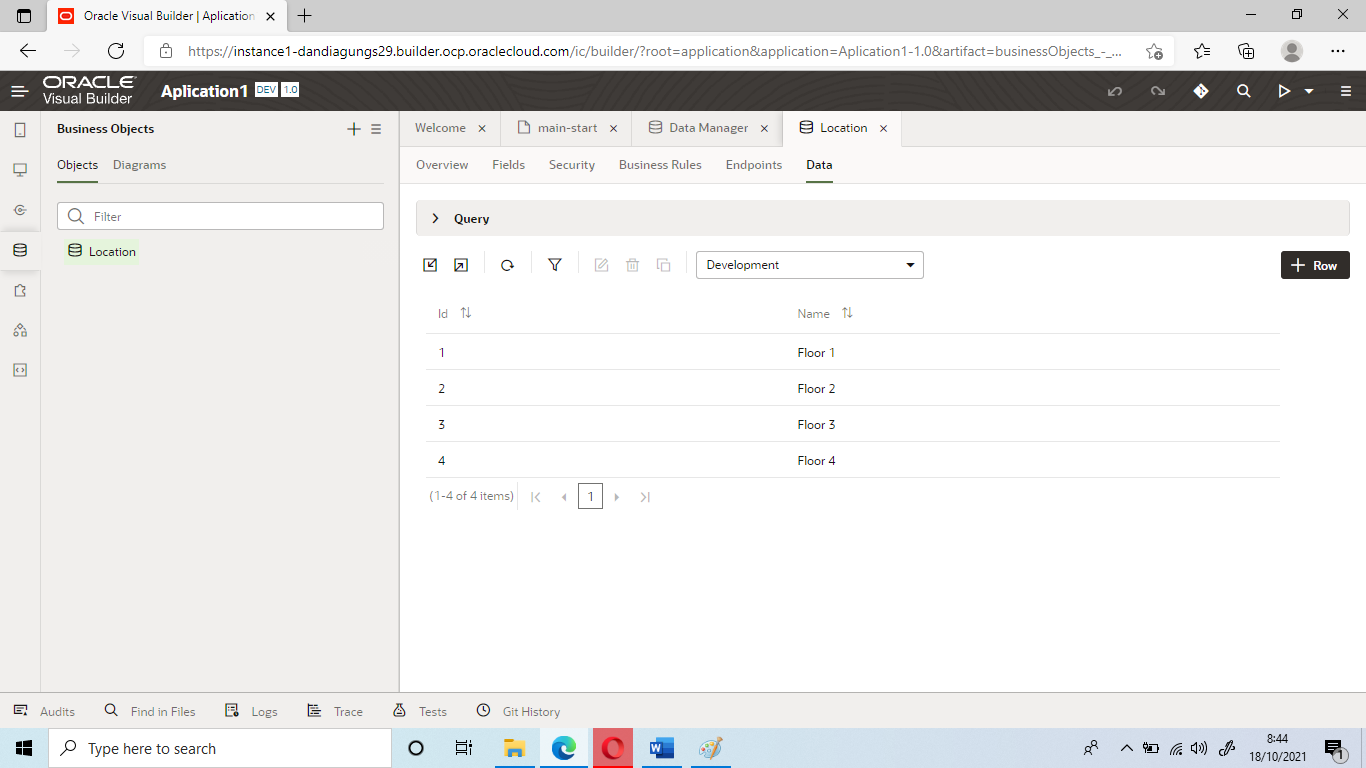 Oracle Visual Builder | Aplication
https://instance1-dandiagungs29.builder.ocp.oraclecloud.com/ic/builder/?root=application&application=Aplication1-1.0&artifact=businessObjects_-_...
ORACLE
Visual Builder
Aplication1 DEV 1.0
Business Objects
Objects Diagrams
Filter
Location
Welcome main-start Data Manager Location
Overview Fields Security Business Rules Endpoints Data
Query
Development
Row
Id Name
1 Floor 1
2 Floor 2
3 Floor 3
4 Floor 4
(1-4 of 4 items) 1
Audits Find in Files Logs Trace Tests Git History
Type here to search
8:44
18/10/2021
1